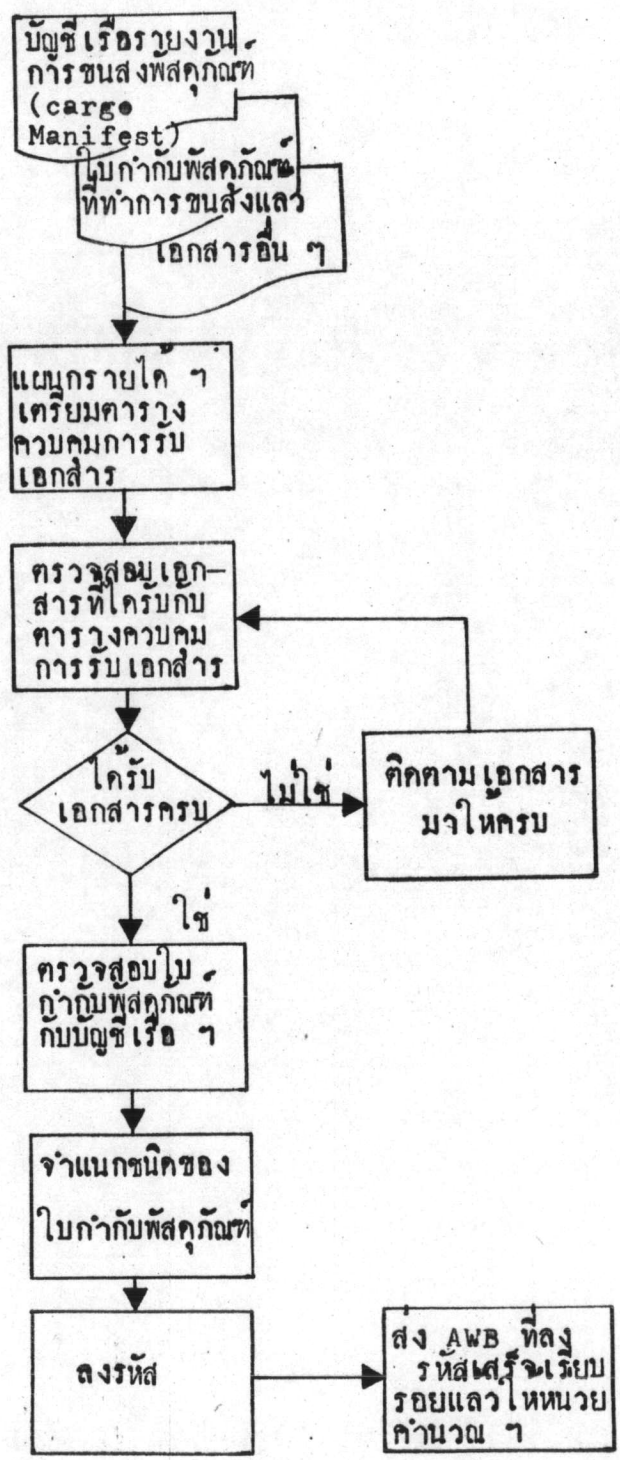 บัญชีเรือรายงาน
การขนส่งพัสดุภัณฑ์
(cargo
Manifest)
ใบกำกับพัสดุภัณฑ์
ที่ทำการขนส่งแลว
เอกสารอื่น ๆ
แผนกรายได้ ๆ
เตรียมตาราง
ควบคุมการรับ
เอกสาร
ตรวจสอบเอก-
สารที่ไดรับกับ
ตารางควบคุม
การรับเอกสาร
ได้รับ
เอกสารครบ
ไม่ใช่
ติดตามเอกสาร
มาให้ครบ
ใช่
ตรวจสอบใบ
กำกับพัสดุภัณฑ์
กับบัญชีเรือ ๆ
จำแนกชนิดของ
ใบกำกับพัสดุภัณฑ์
ลงรหัส
ส่ง AWB ที่ลง
รหัสเสร็จเรียบ
รอยแลวใหหนวย
คำนวณ ๆ